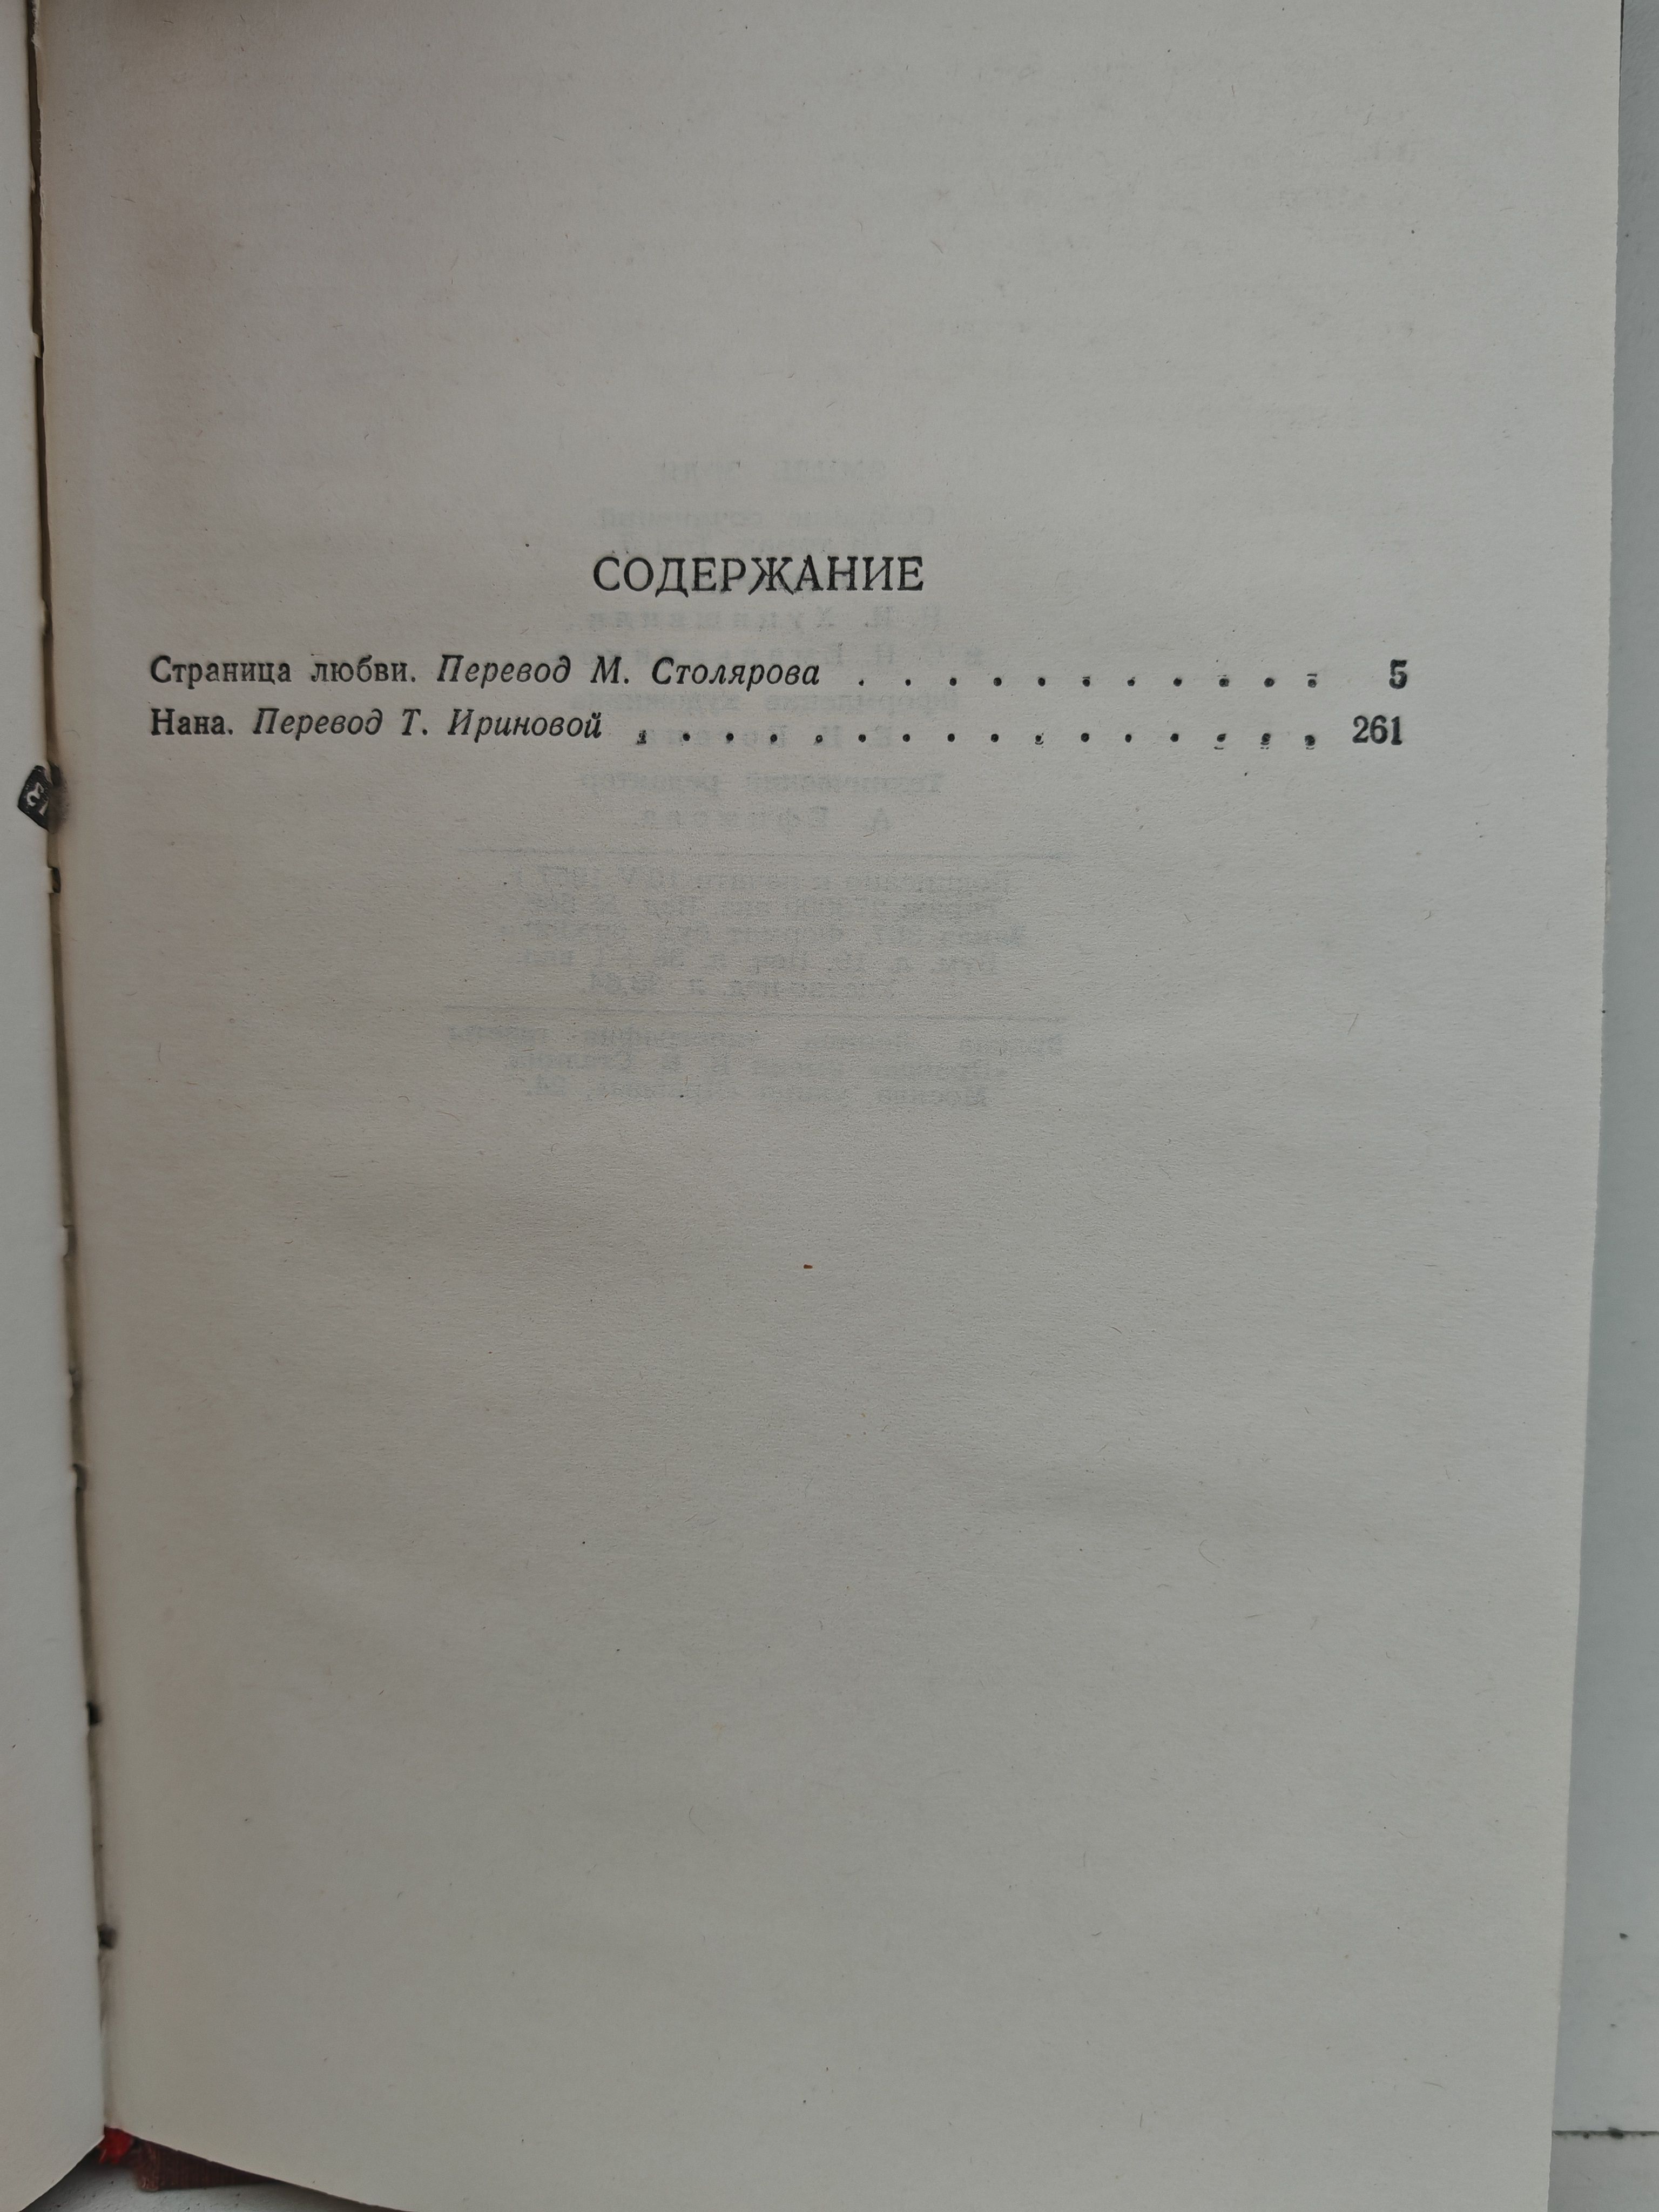 СОДЕРЖАНИЕ
Страница любви. Перевод М. Столярова . . . . . . . . . . . 5
Нана. Перевод Т. Ириновой . . . . . . . . . . . . . . . . 261